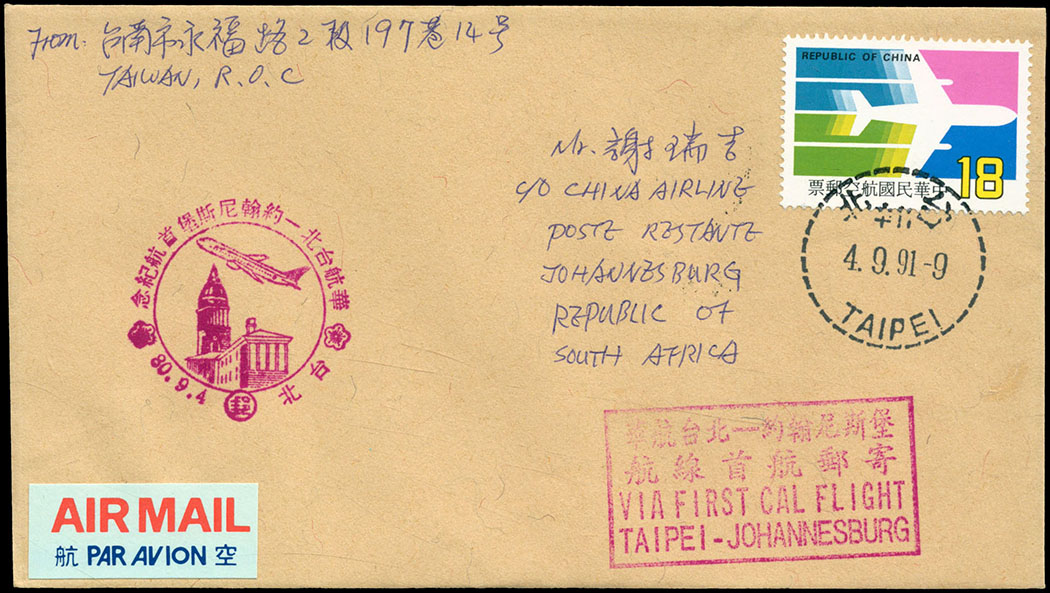 From: 台南市永福路2段197巷14号
TAIWAN, R.O.C
REPUBLIC OF CHINA
18
票郵空航國民華中
Mr. 謝瑞吉
C/O CHINA AIRLINE
POSTE RESTANTE
JOHANNESBURG
REPUBLIC OF
SOUTH AFRICA
4.9.91-9
TAIPEI
念紀航首堡斯尼翰約一北台航華
80.9.4
郵
台北
華航台北一約翰尼斯堡
航線首航郵寄
VIA FIRST CAL FLIGHT
TAIPEI-JOHANNESBURG
AIR MAIL
航 PAR AVION 空